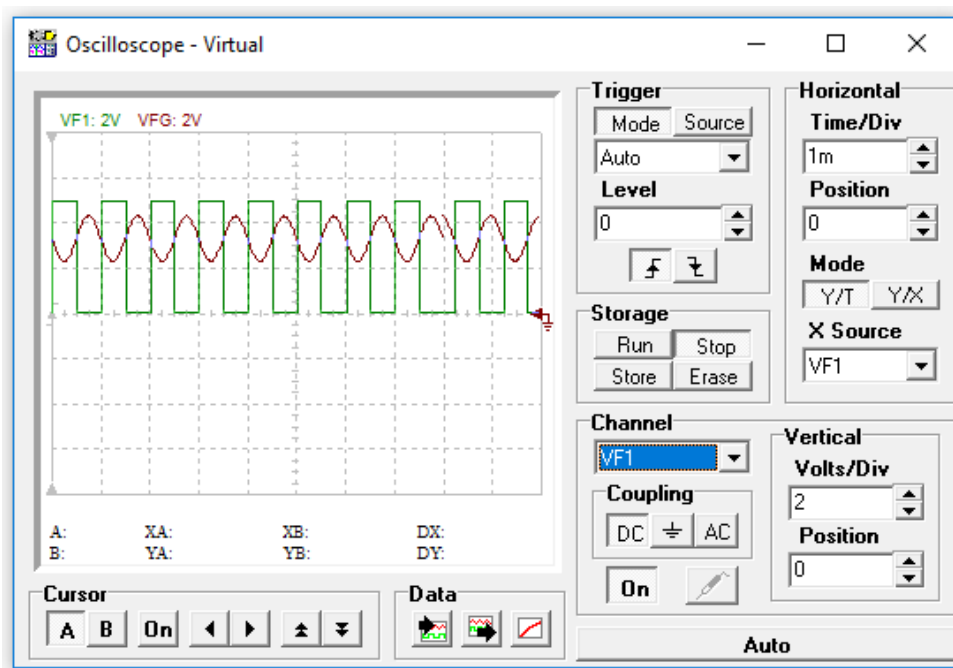 Oscilloscope - Virtual
VF1: 2V VFG: 2V
A: XA: XB: DX:
B: YA: YB: DY:
Cursor
A B On
Data
Trigger
Mode Source
Auto
Level
0
Storage
Run Stop
Store Erase
Horizontal
Time/Div
1m
Position
0
Mode
Y/T Y/X
X Source
VF1
Channel
VF1
Coupling
DC AC
On
Vertical
Volts/Div
2
Position
0
Auto